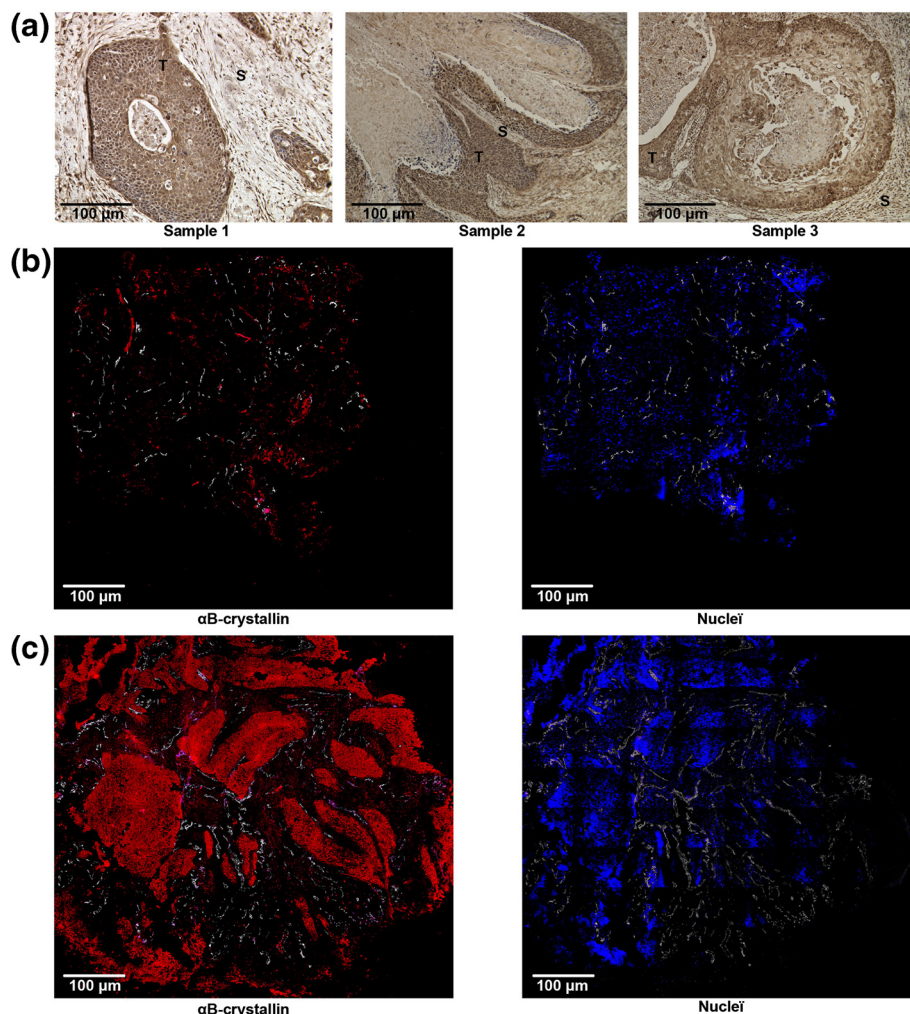 (a)
T
S
100 μm
Sample 1
S
T
100 μm
Sample 2
T
S
100 μm
Sample 3
(b)
100 μm
αB-crystallin
100 μm
Nucleï
(c)
100 μm
αB-crystallin
100 μm
Nucleï